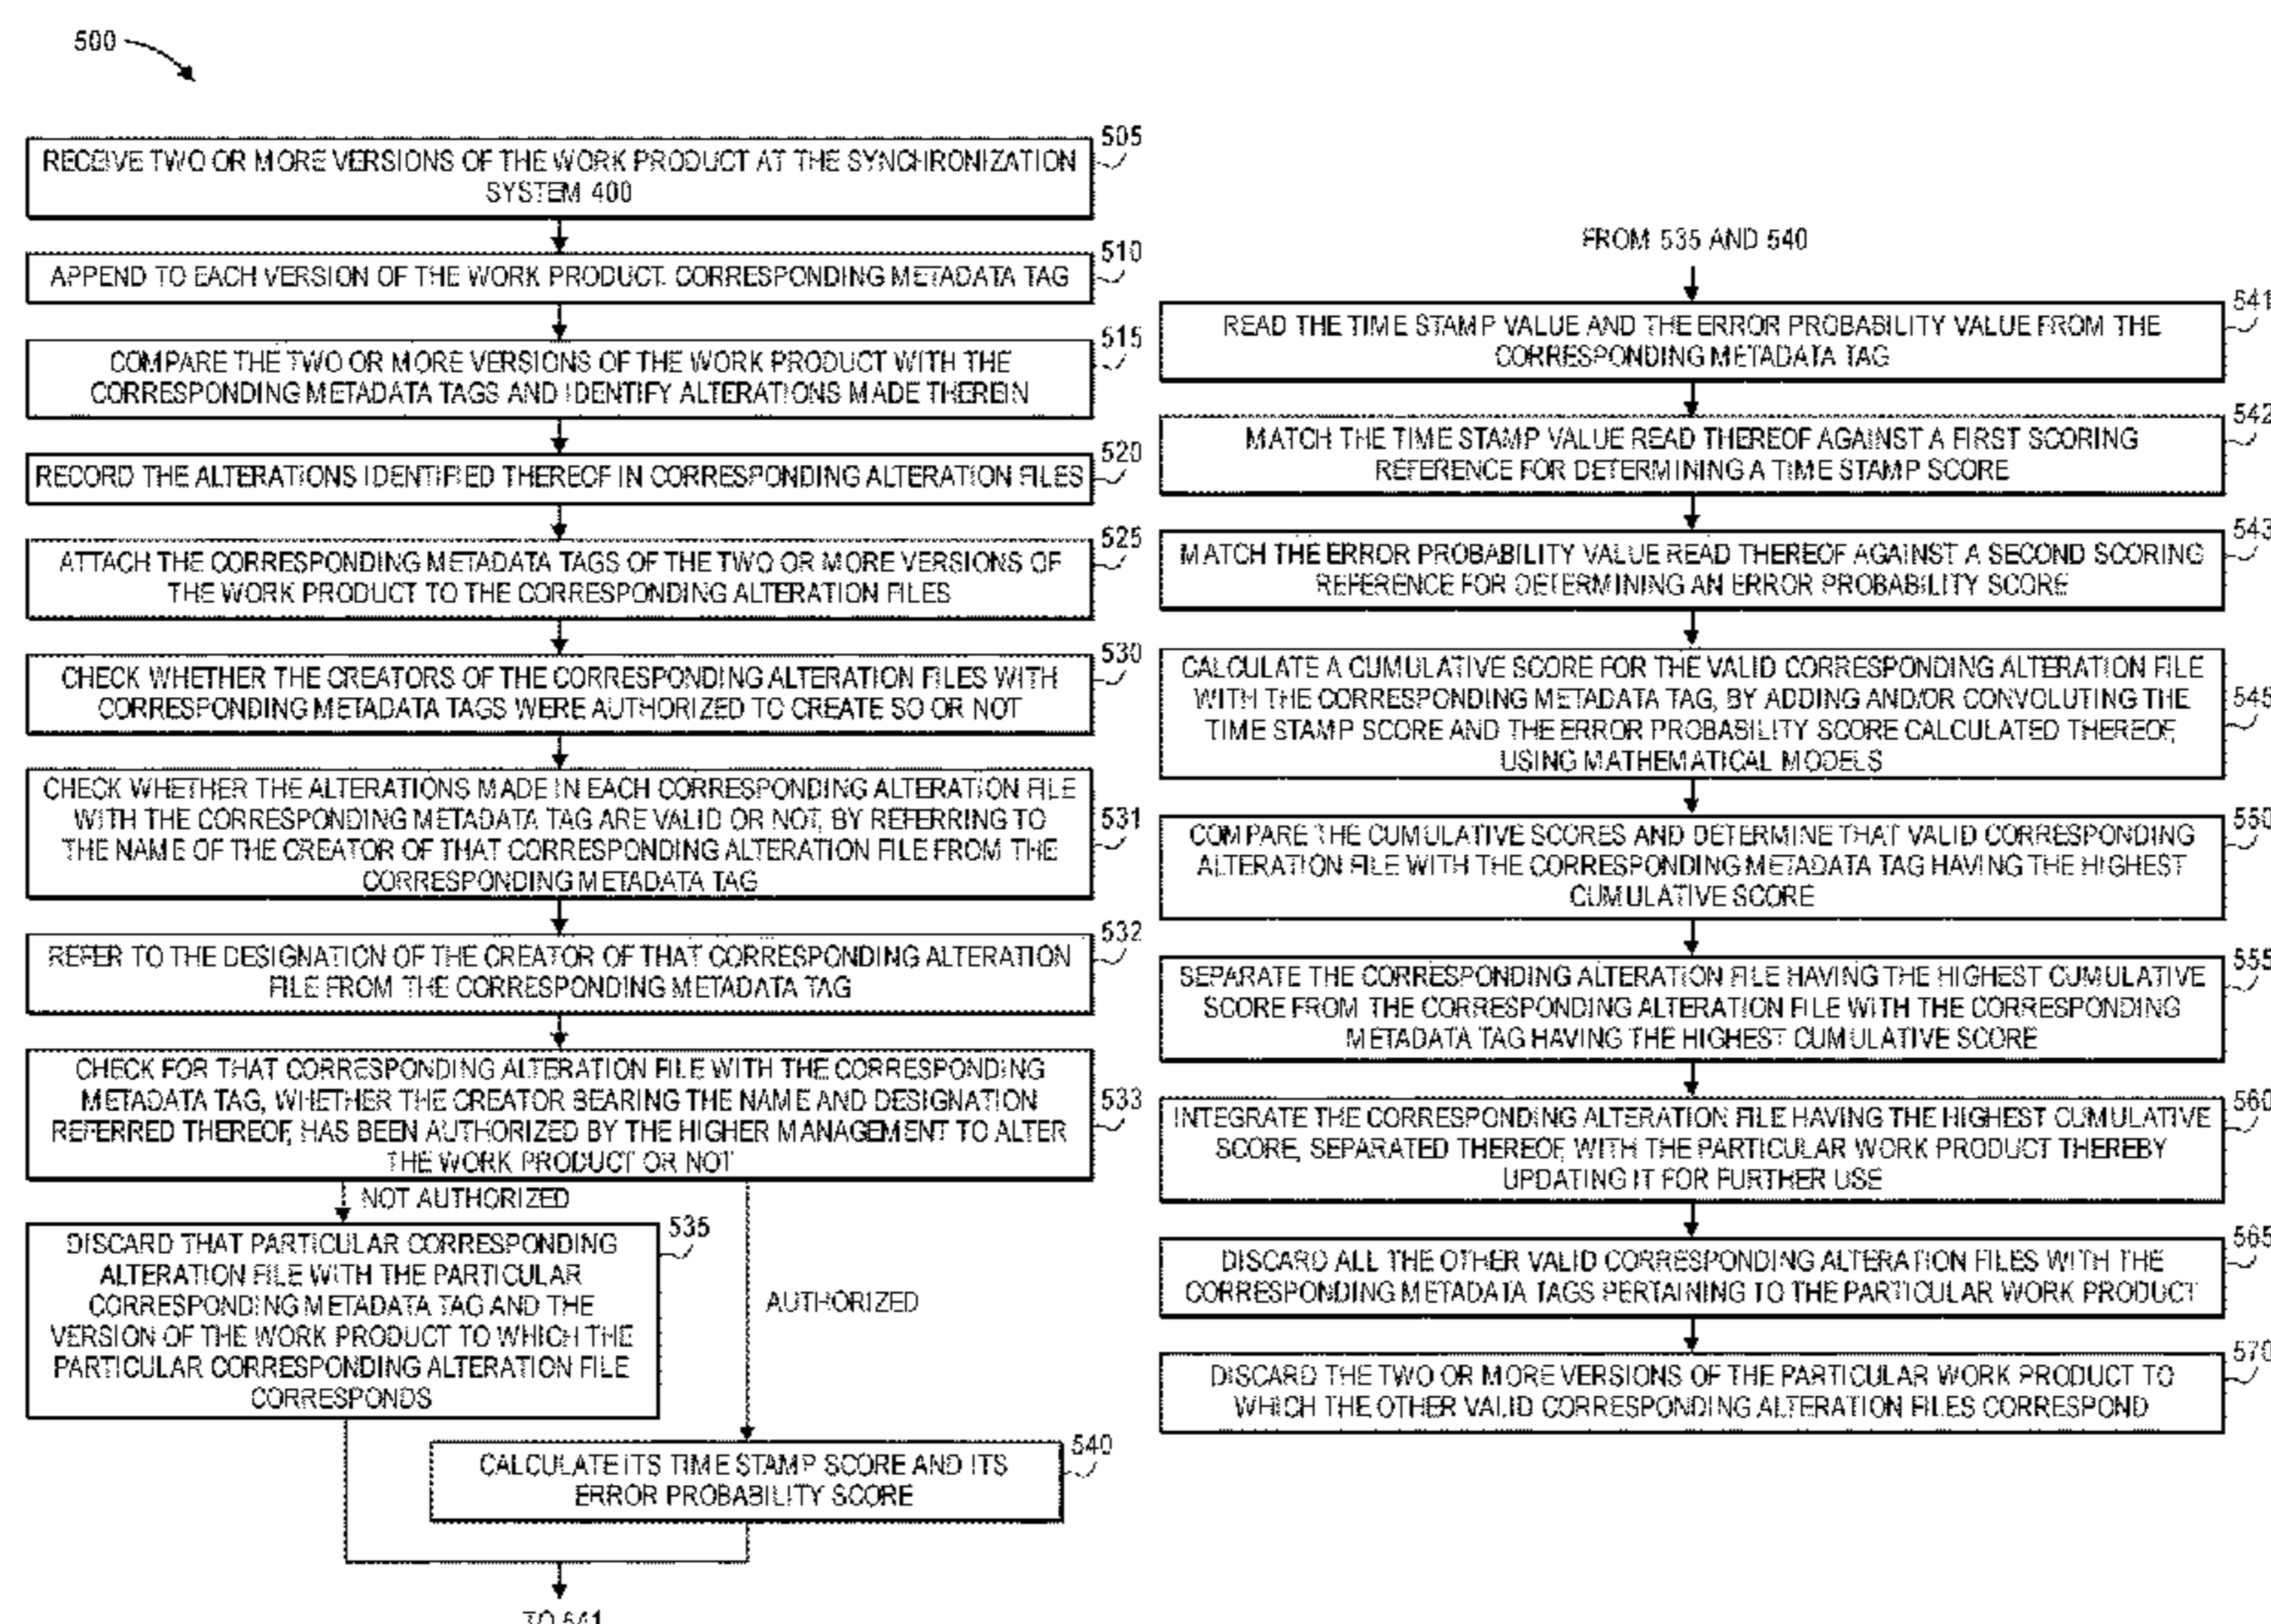 500
505
RECEIVE TWO OR MORE VERSIONS OF THE WORK PRODUCT AT THE SYNCHRONIZATION
SYSTEM 400
510
APPEND TO EACH VERSION OF THE WORK PRODUCT. CORRESPONDING METADATA TAG
515
COMPARE THE TWO OR MORE VERSIONS OF THE WORK PRODUCT WITH THE
CORRESPONDING METADATA TAGS AND IDENTIFY ALTERATIONS MADE THEREIN
520
RECORD THE ALTERATIONS IDENTIFIED THEREOF IN CORRESPONDING ALTERATION FILES
525
ATTACH THE CORRESPONDING METADATA TAGS OF THE TWO OR MORE VERSIONS OF
THE WORK PRODUCT TO THE CORRESPONDING ALTERATION FILES
530
CHECK WHETHER THE CREATORS OF THE CORRESPONDING ALTERATION FILES WITH
CORRESPONDING METADATA TAGS WERE AUTHORIZED TO CREATE SO OR NOT
531
CHECK WHETHER THE ALTERATIONS MADE IN EACH CORRESPONDING ALTERATION FILE
WITH THE CORRESPONDING METADATA TAG ARE VALID OR NOT, BY REFERRING TO
THE NAME OF THE CREATOR OF THAT CORRESPONDING ALTERATION FILE FROM THE
CORRESPONDING METADATA TAG
532
REFER TO THE DESIGNATION OF THE CREATOR OF THAT CORRESPONDING ALTERATION
FILE FROM THE CORRESPONDING METADATA TAG
533
CHECK FOR THAT CORRESPONDING ALTERATION FILE WITH THE CORRESPONDING
METADATA TAG, WHETHER THE CREATOR BEARING THE NAME AND DESIGNATION
REFERRED THEREOF, HAS BEEN AUTHORIZED BY THE HIGHER MANAGEMENT TO ALTER
THE WORK PRODUCT OR NOT
NOT AUTHORIZED
535
DISCARD THAT PARTICULAR CORRESPONDING
ALTERATION FILE WITH THE PARTICULAR
CORRESPONDING METADATA TAG AND THE
VERSION OF THE WORK PRODUCT TO WHICH THE
PARTICULAR CORRESPONDING ALTERATION FILE
CORRESPONDS
AUTHORIZED
540
CALCULATE ITS TIME STAMP SCORE AND ITS
ERROR PROBABILITY SCORE
TO 541
FROM 535 AND 540
541
READ THE TIME STAMP VALUE AND THE ERROR PROBABILITY VALUE FROM THE
CORRESPONDING METADATA TAG
542
MATCH THE TIME STAMP VALUE READ THEREOF AGAINST A FIRST SCORING
REFERENCE FOR DETERMINING A TIME STAMP SCORE
543
MATCH THE ERROR PROBABILITY VALUE READ THEREOF AGAINST A SECOND SCORING
REFERENCE FOR DETERMINING AN ERROR PROBABILITY SCORE
545
CALCULATE A CUMULATIVE SCORE FOR THE VALID CORRESPONDING ALTERATION FILE
WITH THE CORRESPONDING METADATA TAG, BY ADDING AND/OR CONVOLUTING THE
TIME STAMP SCORE AND THE ERROR PROBABILITY SCORE CALCULATED THEREOF,
USING MATHEMATICAL MODELS
550
COMPARE THE CUMULATIVE SCORES AND DETERMINE THAT VALID CORRESPONDING
ALTERATION FILE WITH THE CORRESPONDING METADATA TAG HAVING THE HIGHEST
CUMULATIVE SCORE
555
SEPARATE THE CORRESPONDING ALTERATION FILE HAVING THE HIGHEST CUMULATIVE
SCORE FROM THE CORRESPONDING ALTERATION FILE WITH THE CORRESPONDING
METADATA TAG HAVING THE HIGHEST CUMULATIVE SCORE
560
INTEGRATE THE CORRESPONDING ALTERATION FILE HAVING THE HIGHEST CUMULATIVE
SCORE, SEPARATED THEREOF, WITH THE PARTICULAR WORK PRODUCT THEREBY
UPDATING IT FOR FURTHER USE
565
DISCARD ALL THE OTHER VALID CORRESPONDING ALTERATION FILES WITH THE
CORRESPONDING METADATA TAGS PERTAINING TO THE PARTICULAR WORK PRODUCT
570
DISCARD THE TWO OR MORE VERSIONS OF THE PARTICULAR WORK PRODUCT TO
WHICH THE OTHER VALID CORRESPONDING ALTERATION FILES CORRESPOND